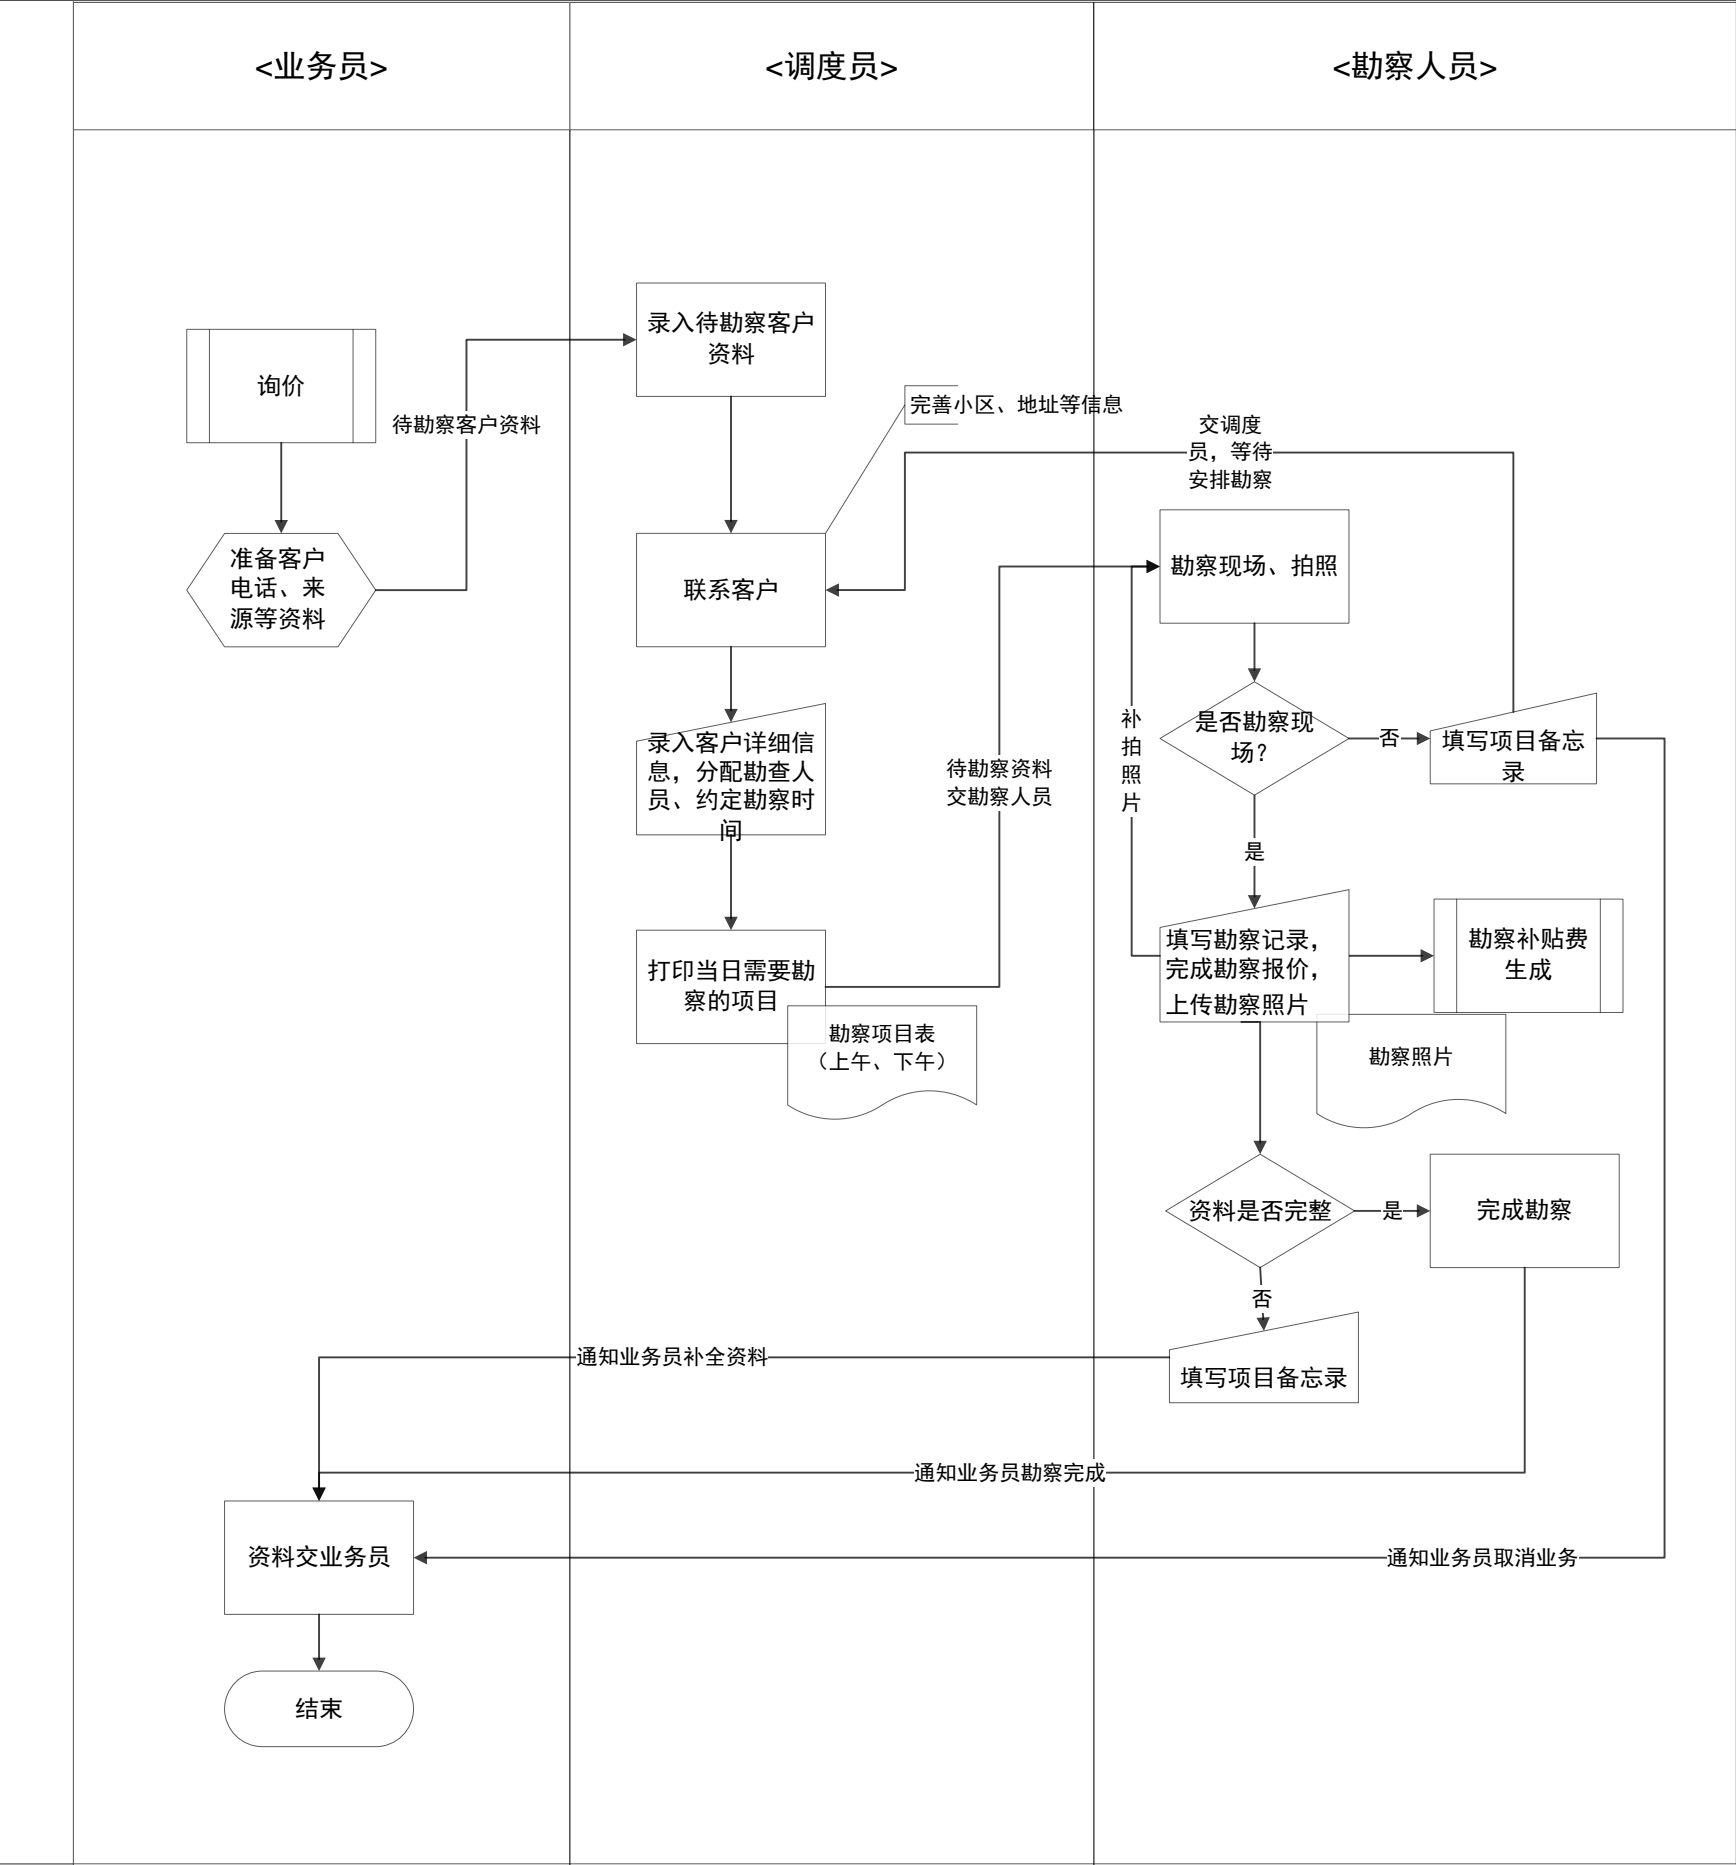 <业务员>
<调度员>
<勘察人员>
询价
准备客户
电话、来
源等资料
待勘察客户资料
录入待勘察客户
资料
完善小区、地址等信息
联系客户
录入客户详细信
息，分配勘查人
员、约定勘察时
间
打印当日需要勘
察的项目
勘察项目表
（上午、下午）
待勘察资料
交勘察人员
交调度
员，等待
安排勘察
勘察现场、拍照
补
拍
照
片
是否勘察现
场？
否
填写项目备忘
录
是
填写勘察记录，
完成勘察报价，
上传勘察照片
勘察补贴费
生成
勘察照片
资料是否完整
是
完成勘察
否
填写项目备忘录
通知业务员补全资料
通知业务员勘察完成
通知业务员取消业务
资料交业务员
结束